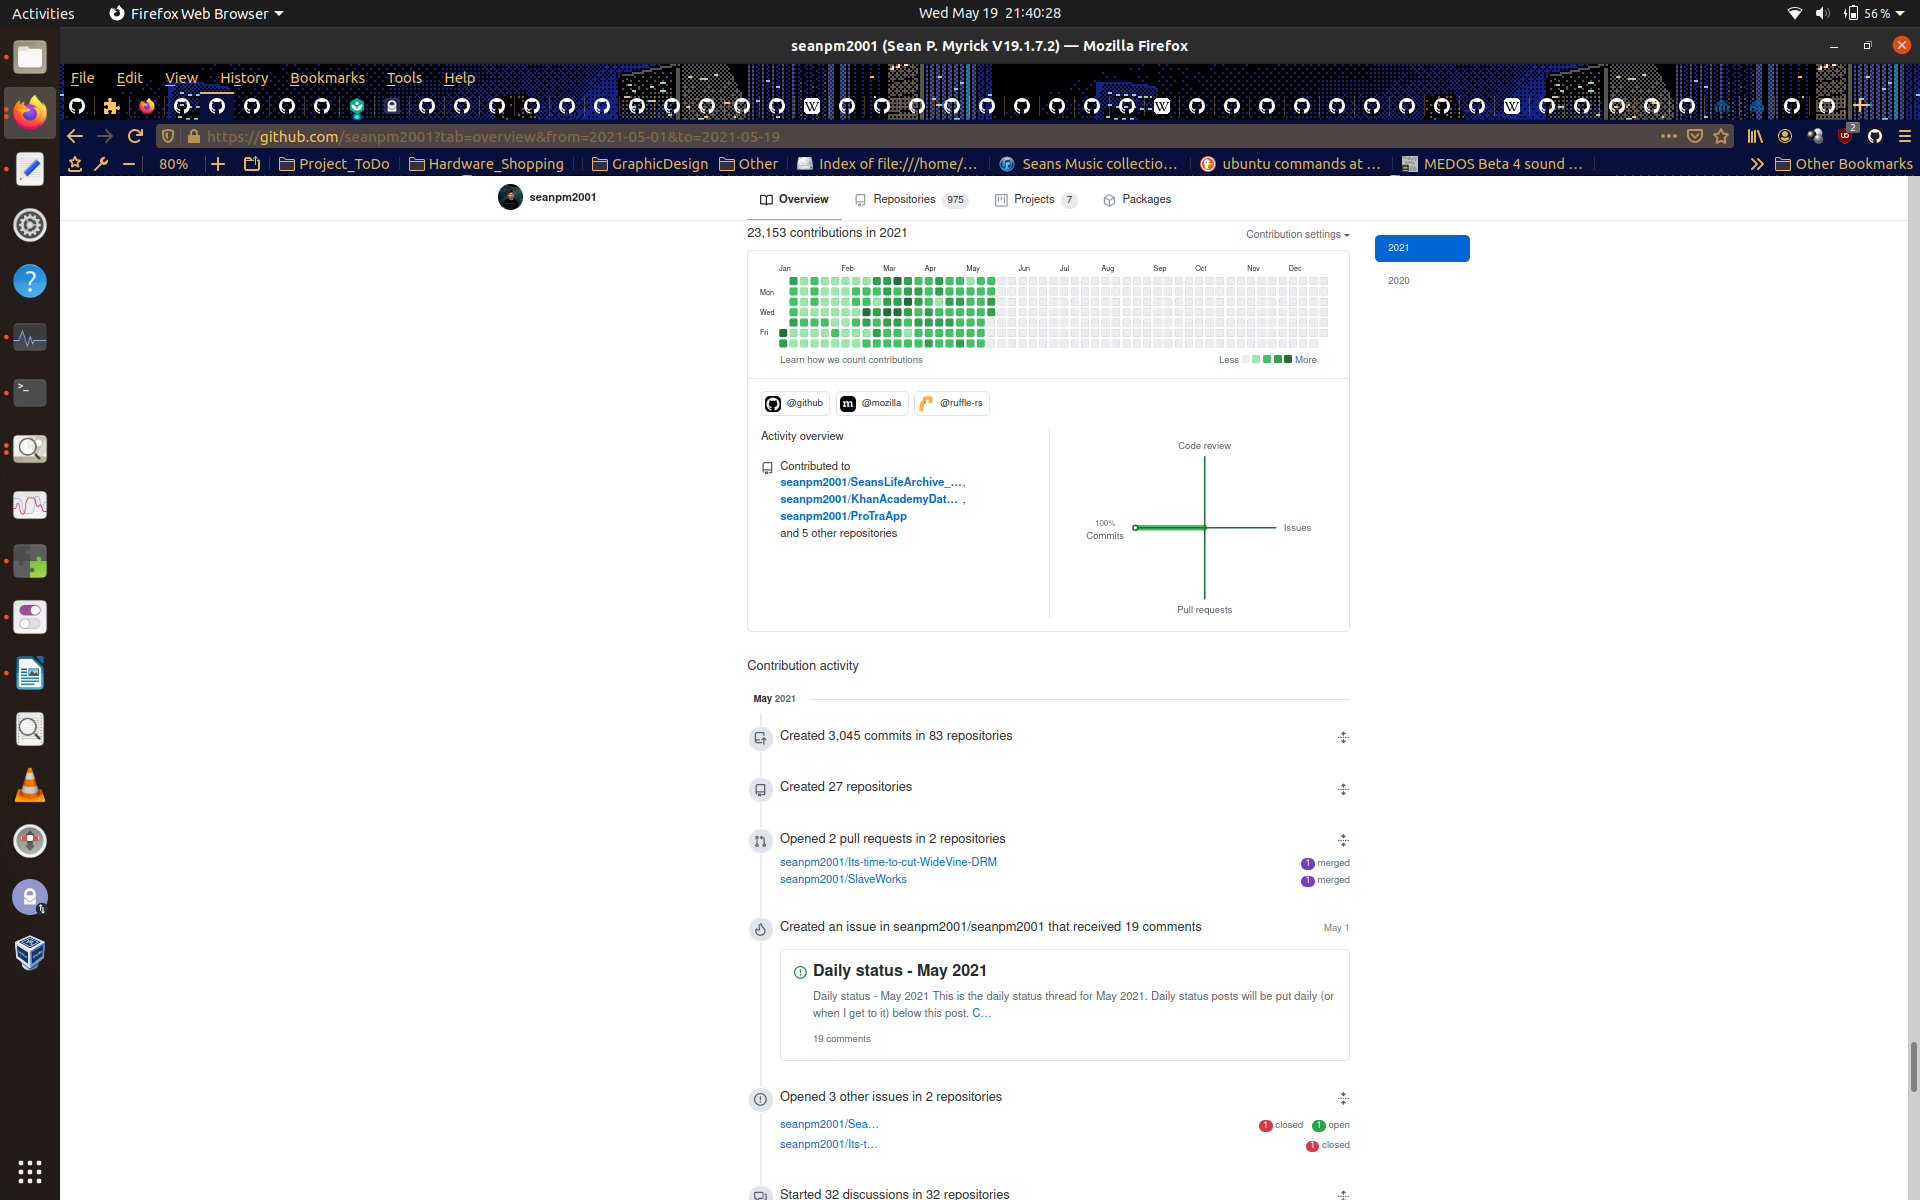 Activities
Firefox Web Browser
Wed May 19 21:40:28
56 %
seanpm2001 (Sean P. Myrick V19.1.7.2) — Mozilla Firefox
File Edit View History Bookmarks Tools Help
https://github.com/seanpm2001?tab=overview&from=2021-05-01&to=2021-05-19
2
80%
Project_ToDo
Hardware_Shopping
GraphicDesign
Other
Index of file:///home/…
Seans Music collectio…
ubuntu commands at …
MEDOS Beta 4 sound …
Other Bookmarks
seanpm2001
Overview
Repositories 975
Projects 7
Packages
23,153 contributions in 2021
Contribution settings
2021
2020
Jan Feb Mar Apr May Jun Jul Aug Sep Oct Nov Dec
Mon
Wed
Fri
Learn how we count contributions
Less More
@github
@mozilla
@ruffle-rs
Activity overview
Contributed to
seanpm2001/SeansLifeArchive_…,
seanpm2001/KhanAcademyDat… ,
seanpm2001/ProTraApp
and 5 other repositories
Code review
100%
Commits
Issues
Pull requests
Contribution activity
May 2021
Created 3,045 commits in 83 repositories
Created 27 repositories
Opened 2 pull requests in 2 repositories
seanpm2001/Its-time-to-cut-WideVine-DRM 1 merged
seanpm2001/SlaveWorks 1 merged
Created an issue in seanpm2001/seanpm2001 that received 19 comments May 1
Daily status - May 2021
Daily status - May 2021 This is the daily status thread for May 2021. Daily status posts will be put daily (or
when I get to it) below this post. C…
19 comments
Opened 3 other issues in 2 repositories
seanpm2001/Sea… 1 closed 1 open
seanpm2001/Its-t… 1 closed
Started 32 discussions in 32 repositories